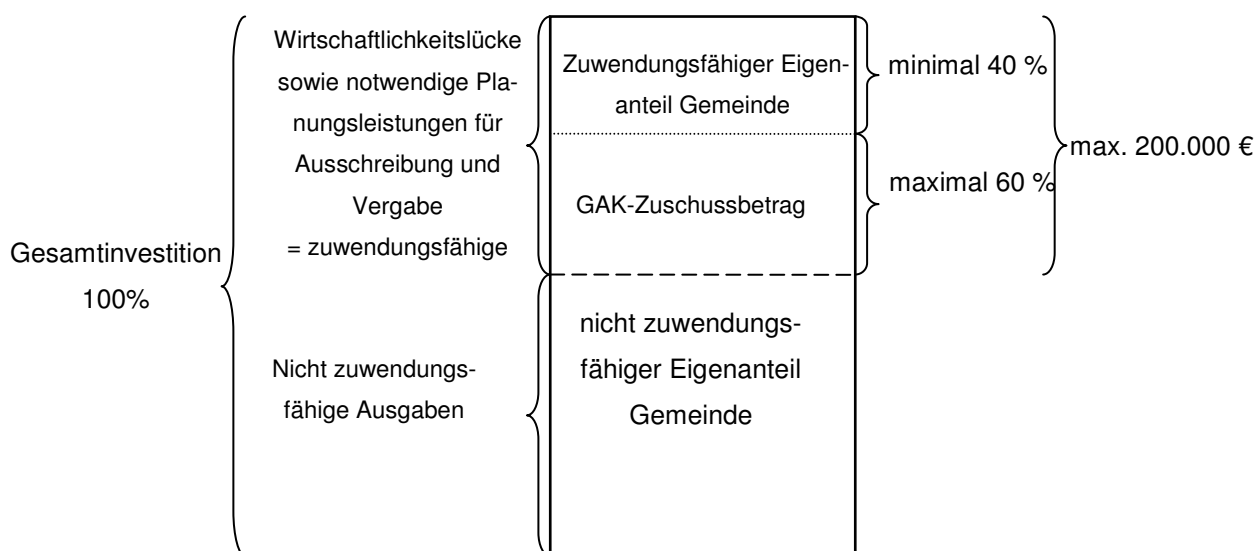 Gesamtinvestition
100%
Wirtschaftlichkeitslücke
sowie notwendige Pla-
nungsleistungen für
Ausschreibung und
Vergabe
= zuwendungsfähige
Nicht zuwendungs-
fähige Ausgaben
Zuwendungsfähiger Eigen-
anteil Gemeinde
GAK-Zuschussbetrag
nicht zuwendungs-
fähiger Eigenanteil
Gemeinde
minimal 40 %
maximal 60 %
max. 200.000 €